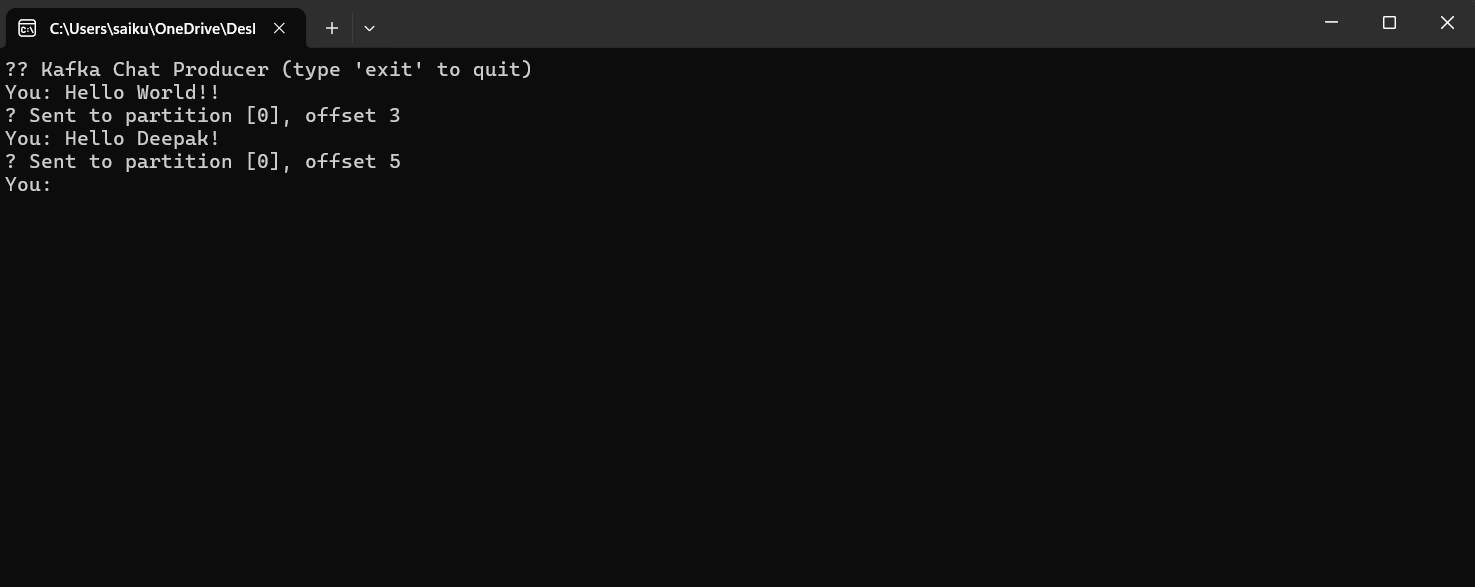 C:\Users\saiku\OneDrive\Desl
?? Kafka Chat Producer (type 'exit' to quit)
You: Hello World!!
? Sent to partition [0], offset 3
You: Hello Deepak!
? Sent to partition [0], offset 5
You: